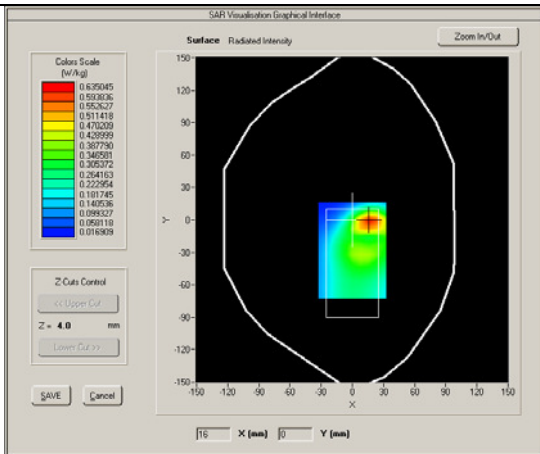 SAR Visualisation Graphical Interface
Surface Radiated Intensity
Zoom In/Out
Colors Scale
(W/kg)
0.635045
0.593836
0.552627
0.511418
0.470209
0.428999
0.387790
0.346581
0.305372
0.264163
0.222954
0.181745
0.140536
0.099327
0.058118
0.016909
Z Cuts Control
<< Upper Cut
Z = 4.0 mm
Lower Cut >>
SAVE Cancel
150
120
90
60
30
0
-30
-60
-90
-120
-150
Y
-150 -120 -90 -60 -30 0 30 60 90 120 150
X
16 X (mm) 0 Y (mm)